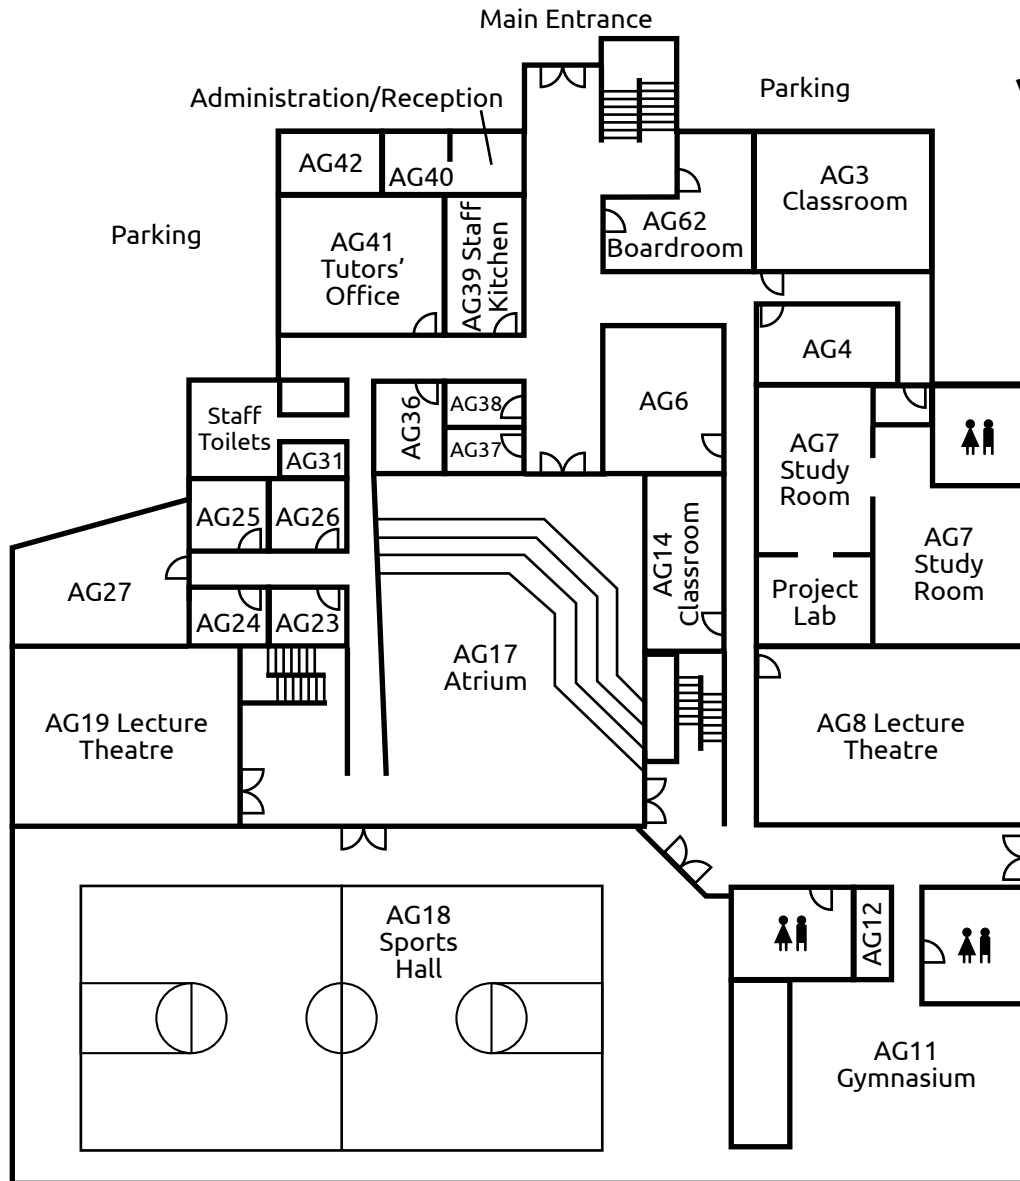 Main Entrance
Administration/Reception
Parking
AG42
AG40
AG3
Classroom
Parking
AG41
Tutors’
Office
AG39 Staff
Kitchen
AG62
Boardroom
AG4
Staff
Toilets
AG36
AG38
AG37
AG6
AG31
AG7
Study
Room
AG25
AG26
AG14
Classroom
AG7
Study
Room
AG27
AG24
AG23
Project
Lab
AG17
Atrium
AG19 Lecture
Theatre
AG8 Lecture
Theatre
AG18
Sports
Hall
AG12
AG11
Gymnasium